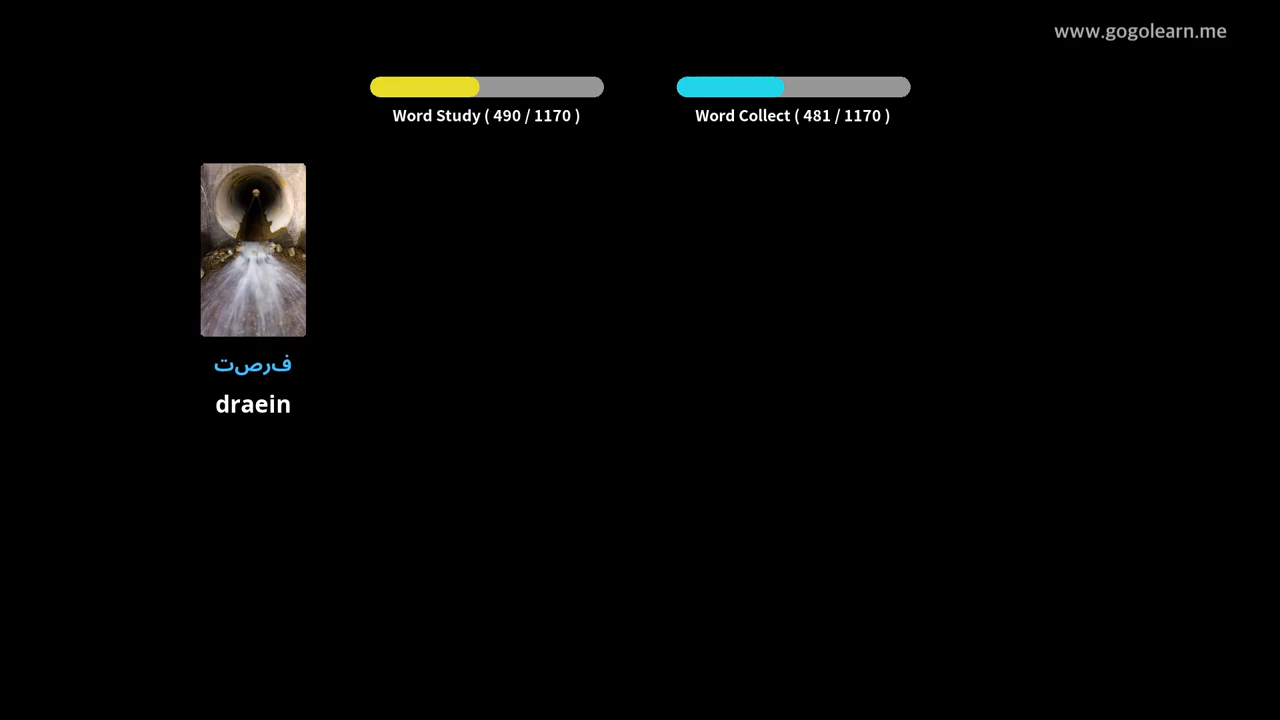 www.gogolearn.me
Word Study ( 490 / 1170 )
Word Collect ( 481 / 1170 )
فرصت
draein